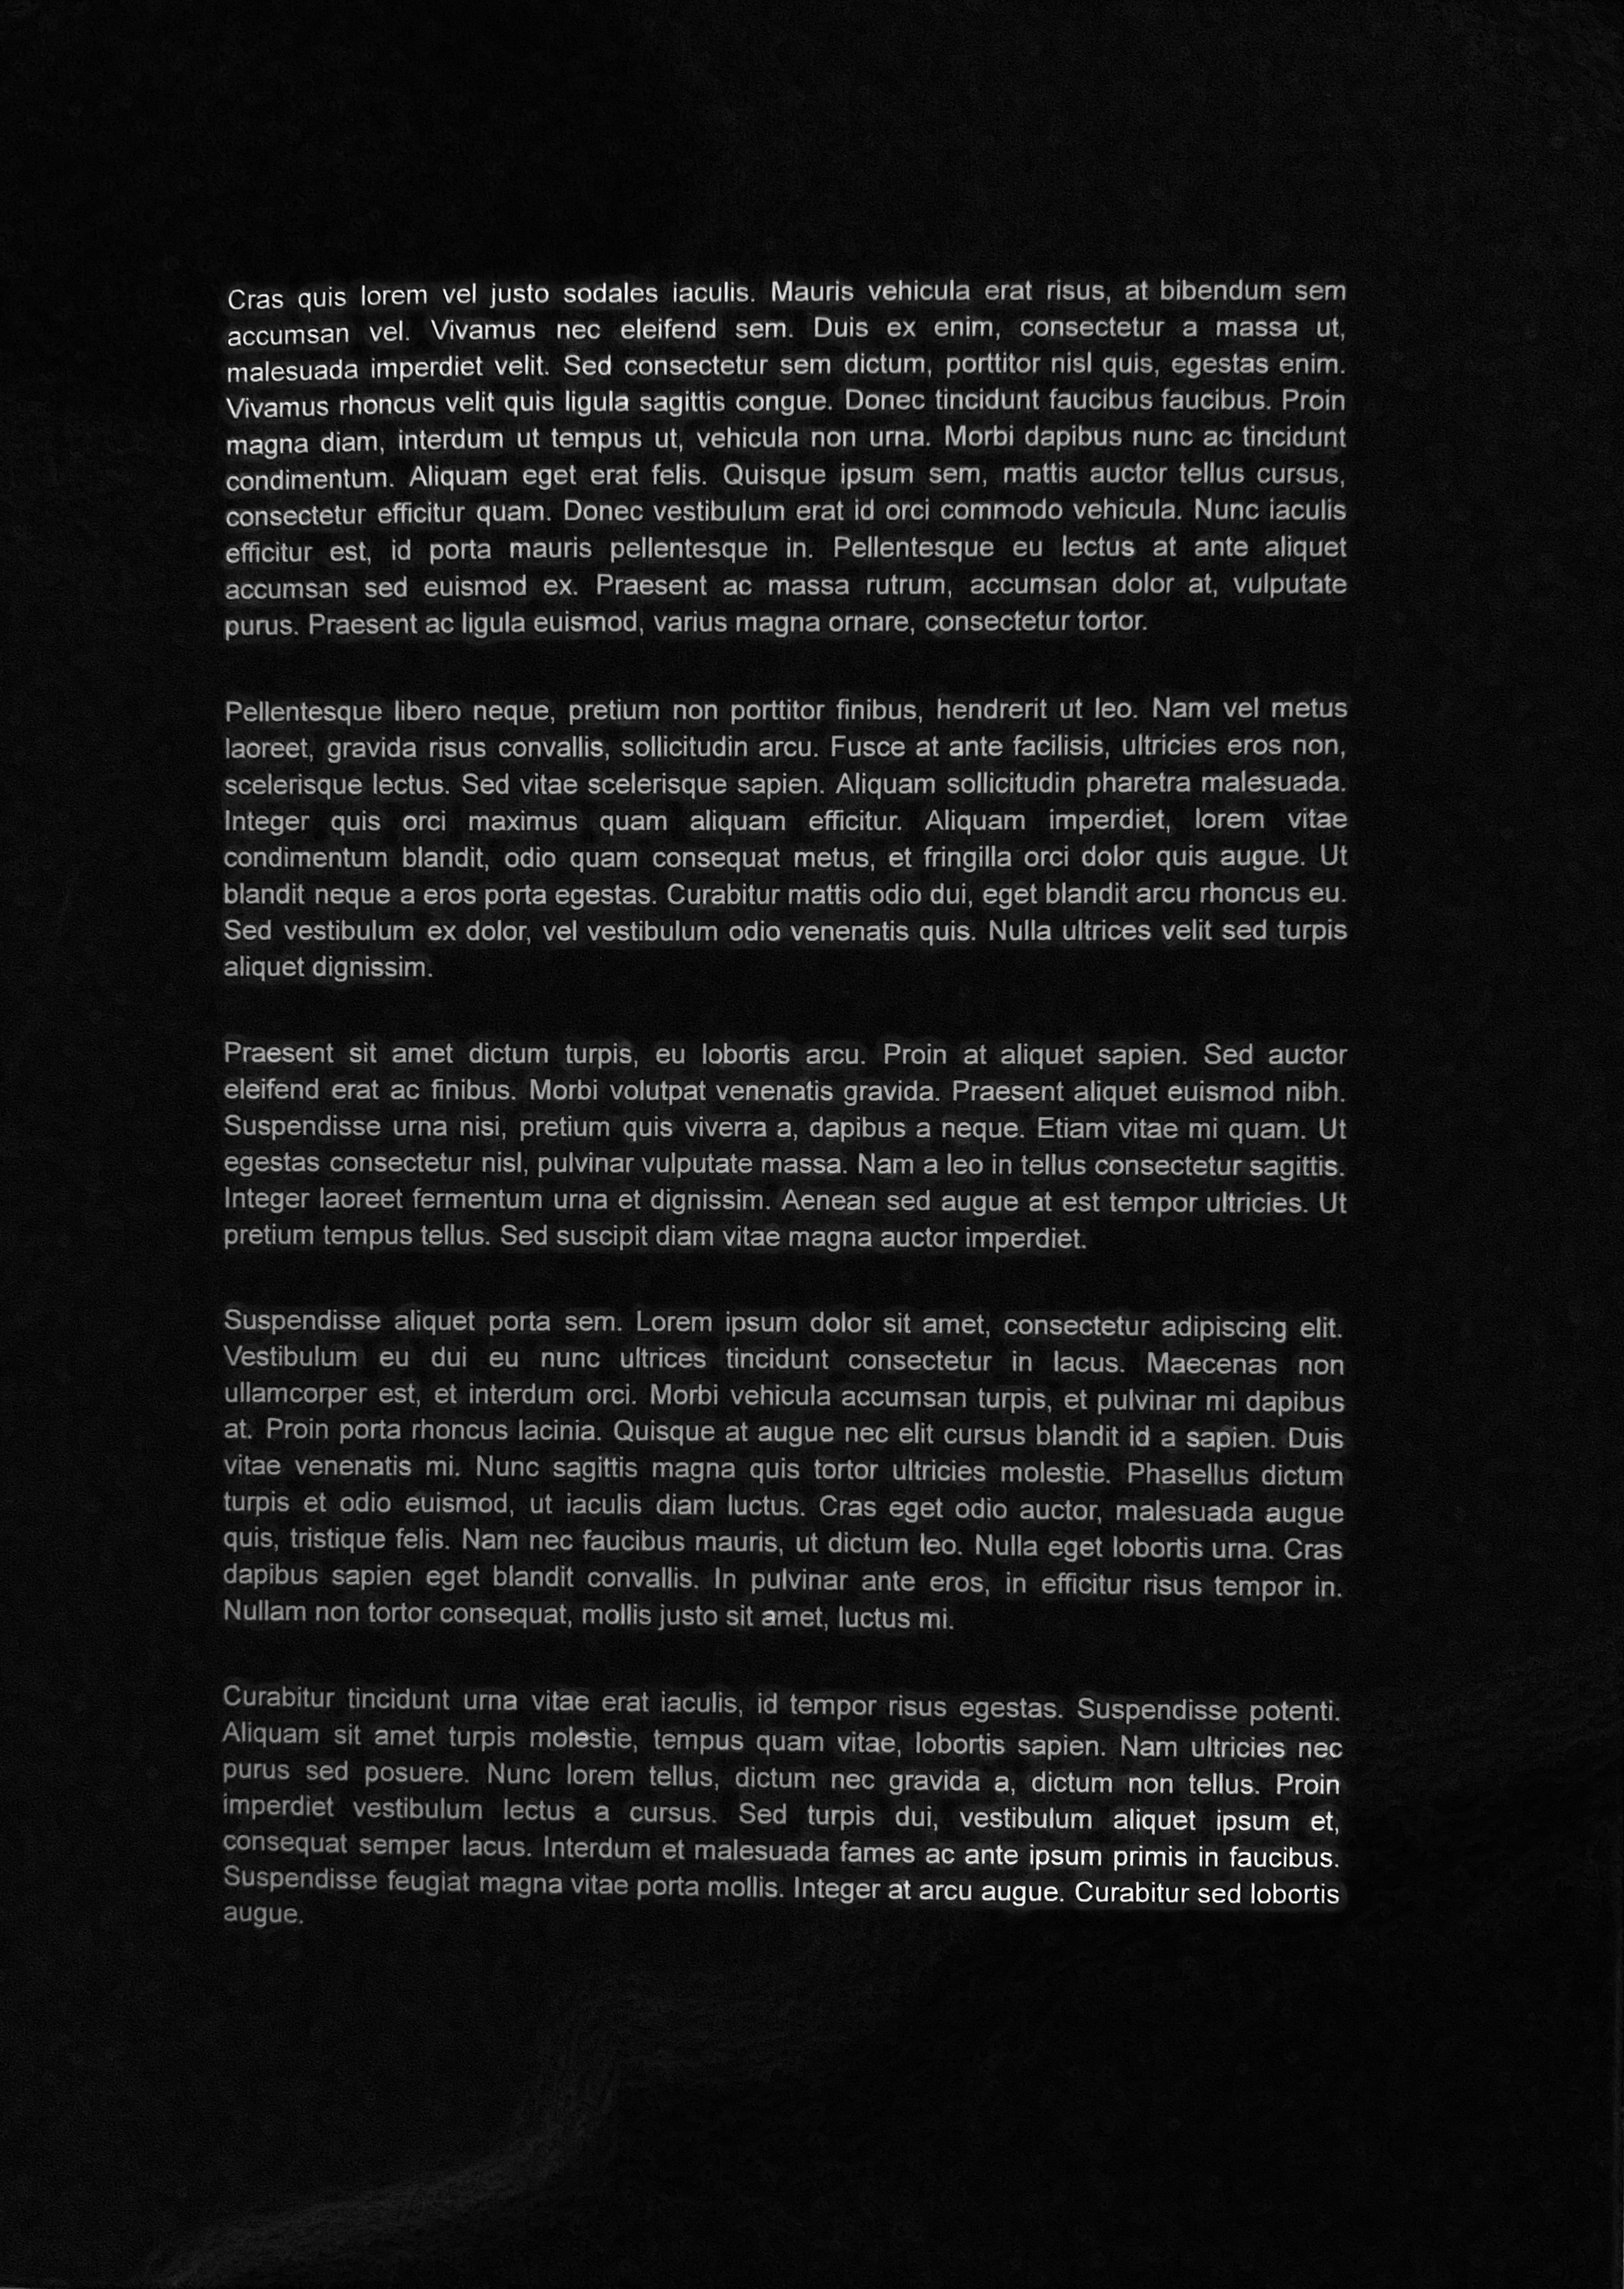 Cras quis lorem vel justo sodales iaculis. Mauris vehicula erat risus, at bibendum sem
accumsan vel. Vivamus nec eleifend sem. Duis ex enim, consectetur a massa ut,
malesuada imperdiet velit. Sed consectetur sem dictum, porttitor nisl quis, egestas enim.
Vivamus rhoncus velit quis ligula sagittis congue. Donec tincidunt faucibus faucibus. Proin
magna diam, interdum ut tempus ut, vehicula non urna. Morbi dapibus nunc ac tincidunt
condimentum. Aliquam eget erat felis. Quisque ipsum sem, mattis auctor tellus cursus,
consectetur efficitur quam. Donec vestibulum erat id orci commodo vehicula. Nunc iaculis
efficitur est, id porta mauris pellentesque in. Pellentesque eu lectus at ante aliquet
accumsan sed euismod ex. Praesent ac massa rutrum, accumsan dolor at, vulputate
purus. Praesent ac ligula euismod, varius magna ornare, consectetur tortor.
Pellentesque libero neque, pretium non porttitor finibus, hendrerit ut leo. Nam vel metus
laoreet, gravida risus convallis, sollicitudin arcu. Fusce at ante facilisis, ultricies eros non,
scelerisque lectus. Sed vitae scelerisque sapien. Aliquam sollicitudin pharetra malesuada.
Integer quis orci maximus quam aliquam efficitur. Aliquam imperdiet, lorem vitae
condimentum blandit, odio quam consequat metus, et fringilla orci dolor quis augue. Ut
blandit neque a eros porta egestas. Curabitur mattis odio dui, eget blandit arcu rhoncus eu.
Sed vestibulum ex dolor, vel vestibulum odio venenatis quis. Nulla ultrices velit sed turpis
aliquet dignissim.
Praesent sit amet dictum turpis, eu lobortis arcu. Proin at aliquet sapien. Sed auctor
eleifend erat ac finibus. Morbi volutpat venenatis gravida. Praesent aliquet euismod nibh.
Suspendisse urna nisi, pretium quis viverra a, dapibus a neque. Etiam vitae mi quam. Ut
egestas consectetur nisl, pulvinar vulputate massa. Nam a leo in tellus consectetur sagittis.
Integer laoreet fermentum urna et dignissim. Aenean sed augue at est tempor ultricies. Ut
pretium tempus tellus. Sed suscipit diam vitae magna auctor imperdiet.
Suspendisse aliquet porta sem. Lorem ipsum dolor sit amet, consectetur adipiscing elit.
Vestibulum eu dui eu nunc ultrices tincidunt consectetur in lacus. Maecenas non
ullamcorper est, et interdum orci. Morbi vehicula accumsan turpis, et pulvinar mi dapibus
at. Proin porta rhoncus lacinia. Quisque at augue nec elit cursus blandit id a sapien. Duis
vitae venenatis mi. Nunc sagittis magna quis tortor ultricies molestie. Phasellus dictum
turpis et odio euismod, ut iaculis diam luctus. Cras eget odio auctor, malesuada augue
quis, tristique felis. Nam nec faucibus mauris, ut dictum leo. Nulla eget lobortis urna. Cras
dapibus sapien eget blandit convallis. In pulvinar ante eros, in efficitur risus tempor in.
Nullam non tortor consequat, mollis justo sit amet, luctus mi.
Curabitur tincidunt urna vitae erat iaculis, id tempor risus egestas. Suspendisse potenti.
Aliquam sit amet turpis molestie, tempus quam vitae, lobortis sapien. Nam ultricies nec
purus sed posuere. Nunc lorem tellus, dictum nec gravida a, dictum non tellus. Proin
imperdiet vestibulum lectus a cursus. Sed turpis dui, vestibulum aliquet ipsum et,
consequat semper lacus. Interdum et malesuada fames ac ante ipsum primis in faucibus.
Suspendisse feugiat magna vitae porta mollis. Integer at arcu augue. Curabitur sed lobortis
augue.